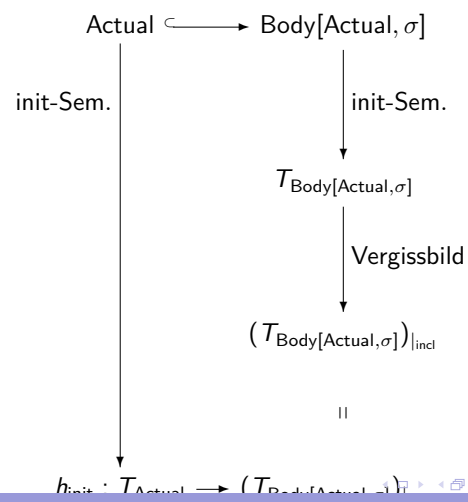 Actual ↪ Body[Actual, σ]
init-Sem. init-Sem.
T_Body[Actual,σ]
Vergissbild
(T_Body[Actual,σ])|incl
=
h_init : T_Actual → (T_Body[Actual,σ])|